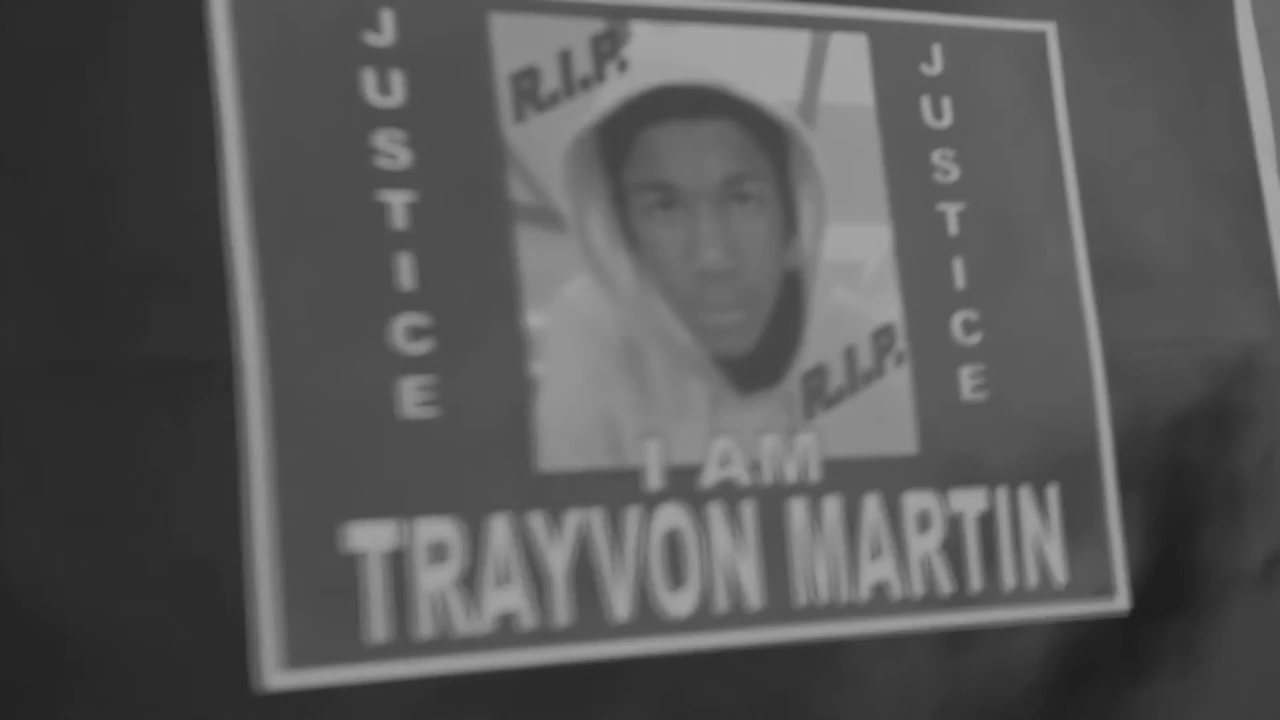 JUSTICE
R.I.P.
JUSTICE
R.I.P.
I AM
TRAYVON MARTIN